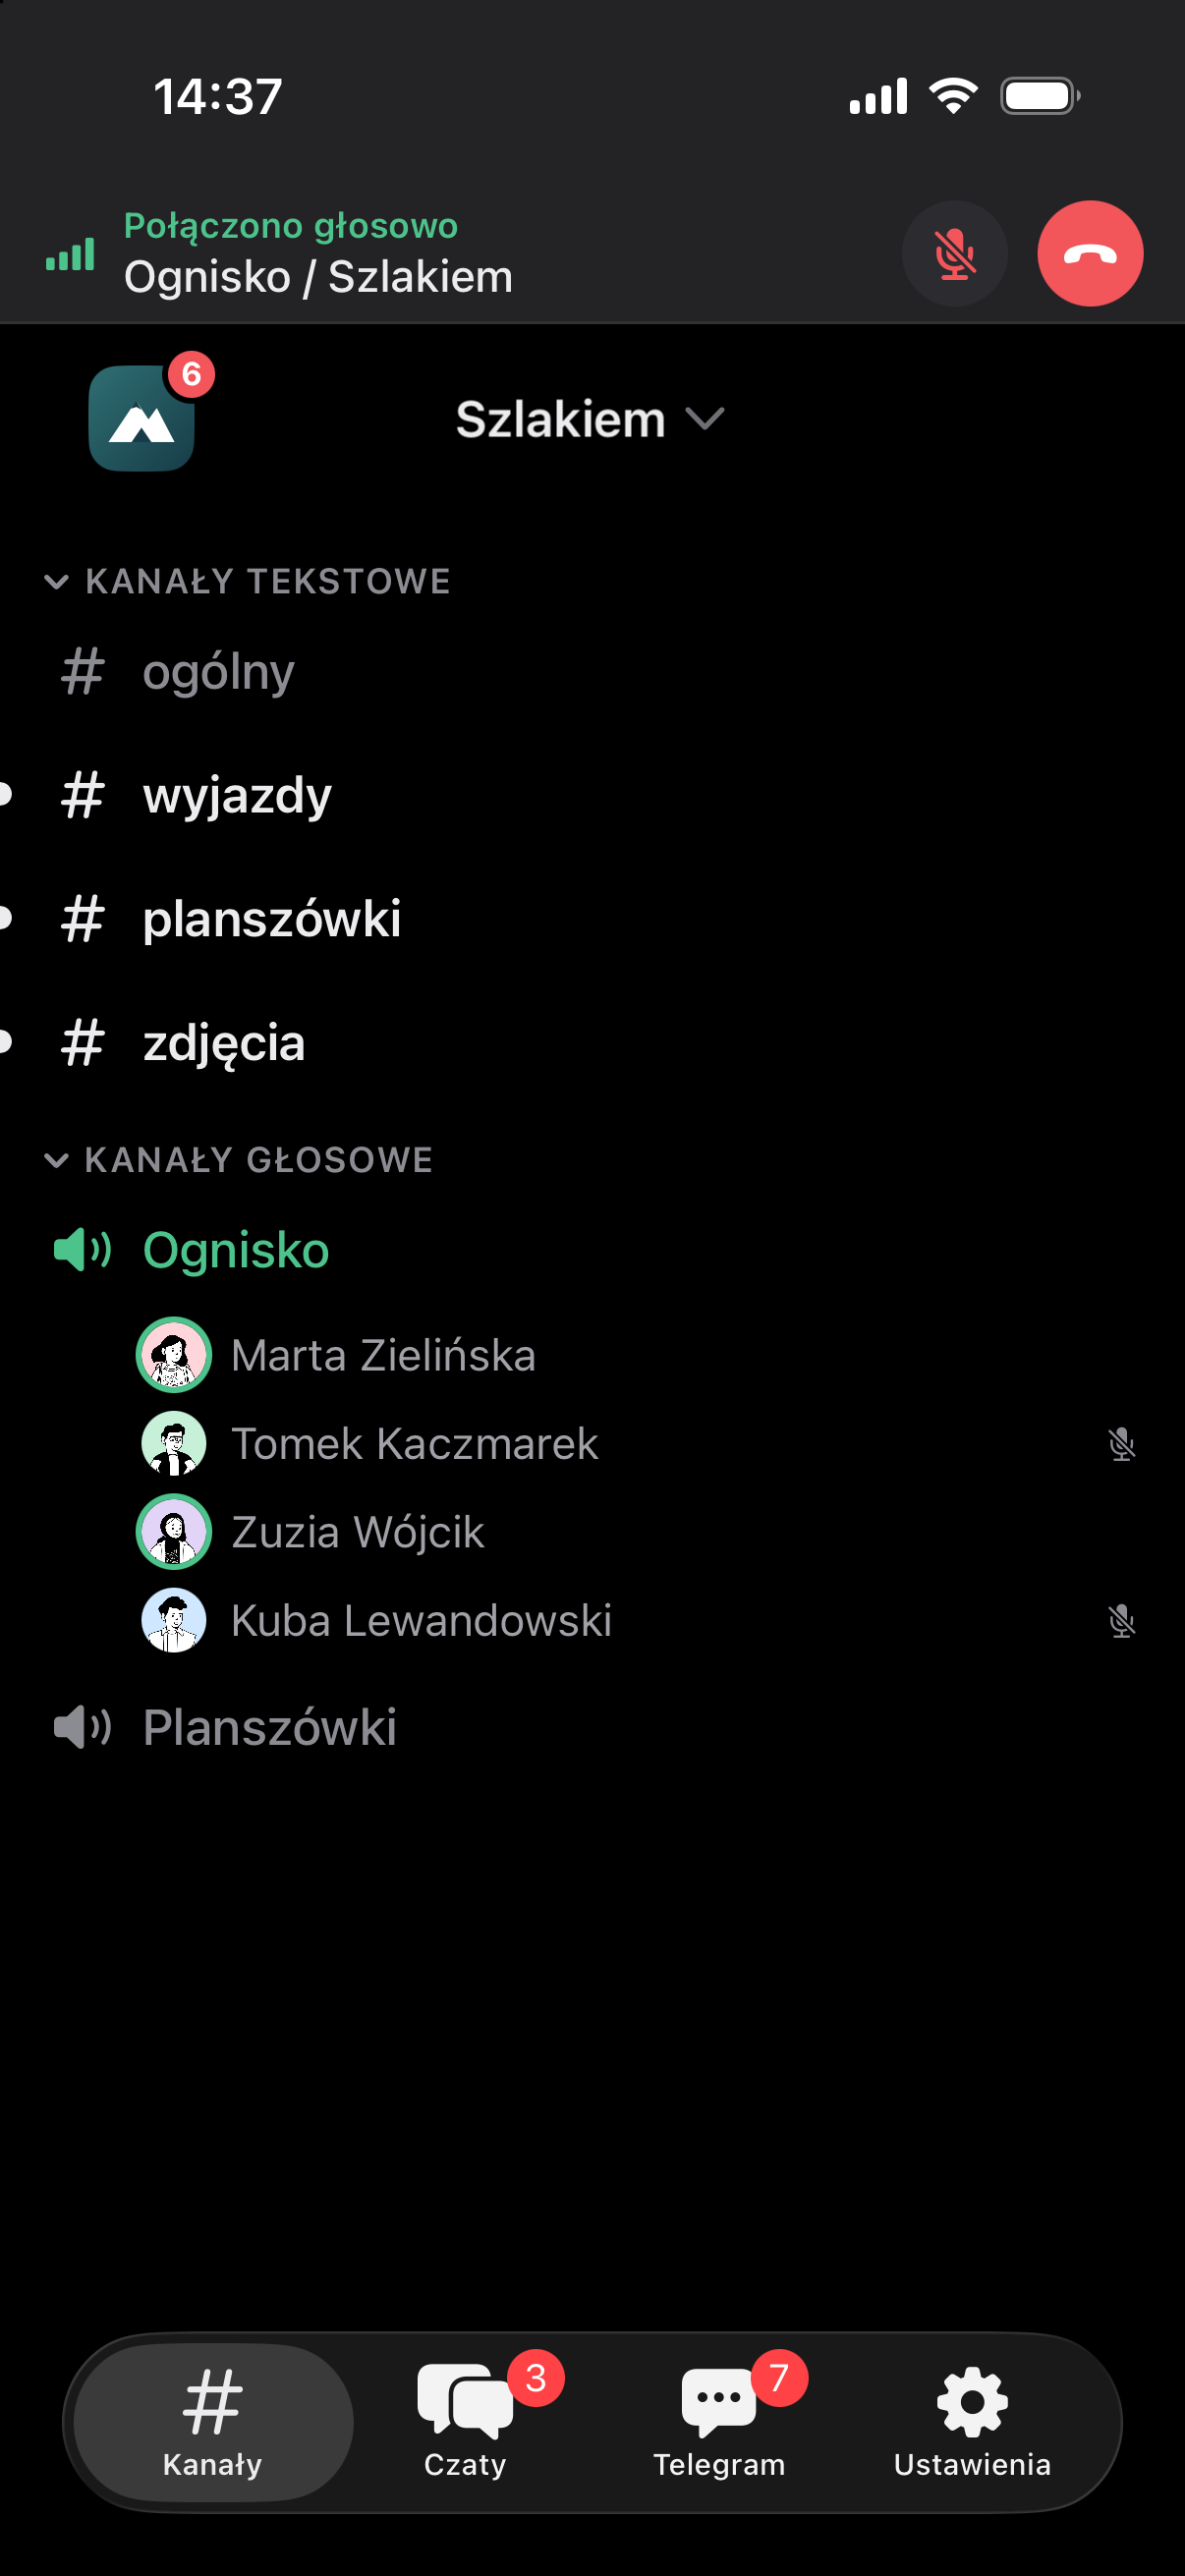 14:37
Połączono głosowo
Ognisko / Szlakiem
6
Szlakiem
KANAŁY TEKSTOWE
# ogólny
# wyjazdy
# planszówki
# zdjęcia
KANAŁY GŁOSOWE
Ognisko
Marta Zielińska
Tomek Kaczmarek
Zuzia Wójcik
Kuba Lewandowski
Planszówki
3
7
Kanały
Czaty
Telegram
Ustawienia